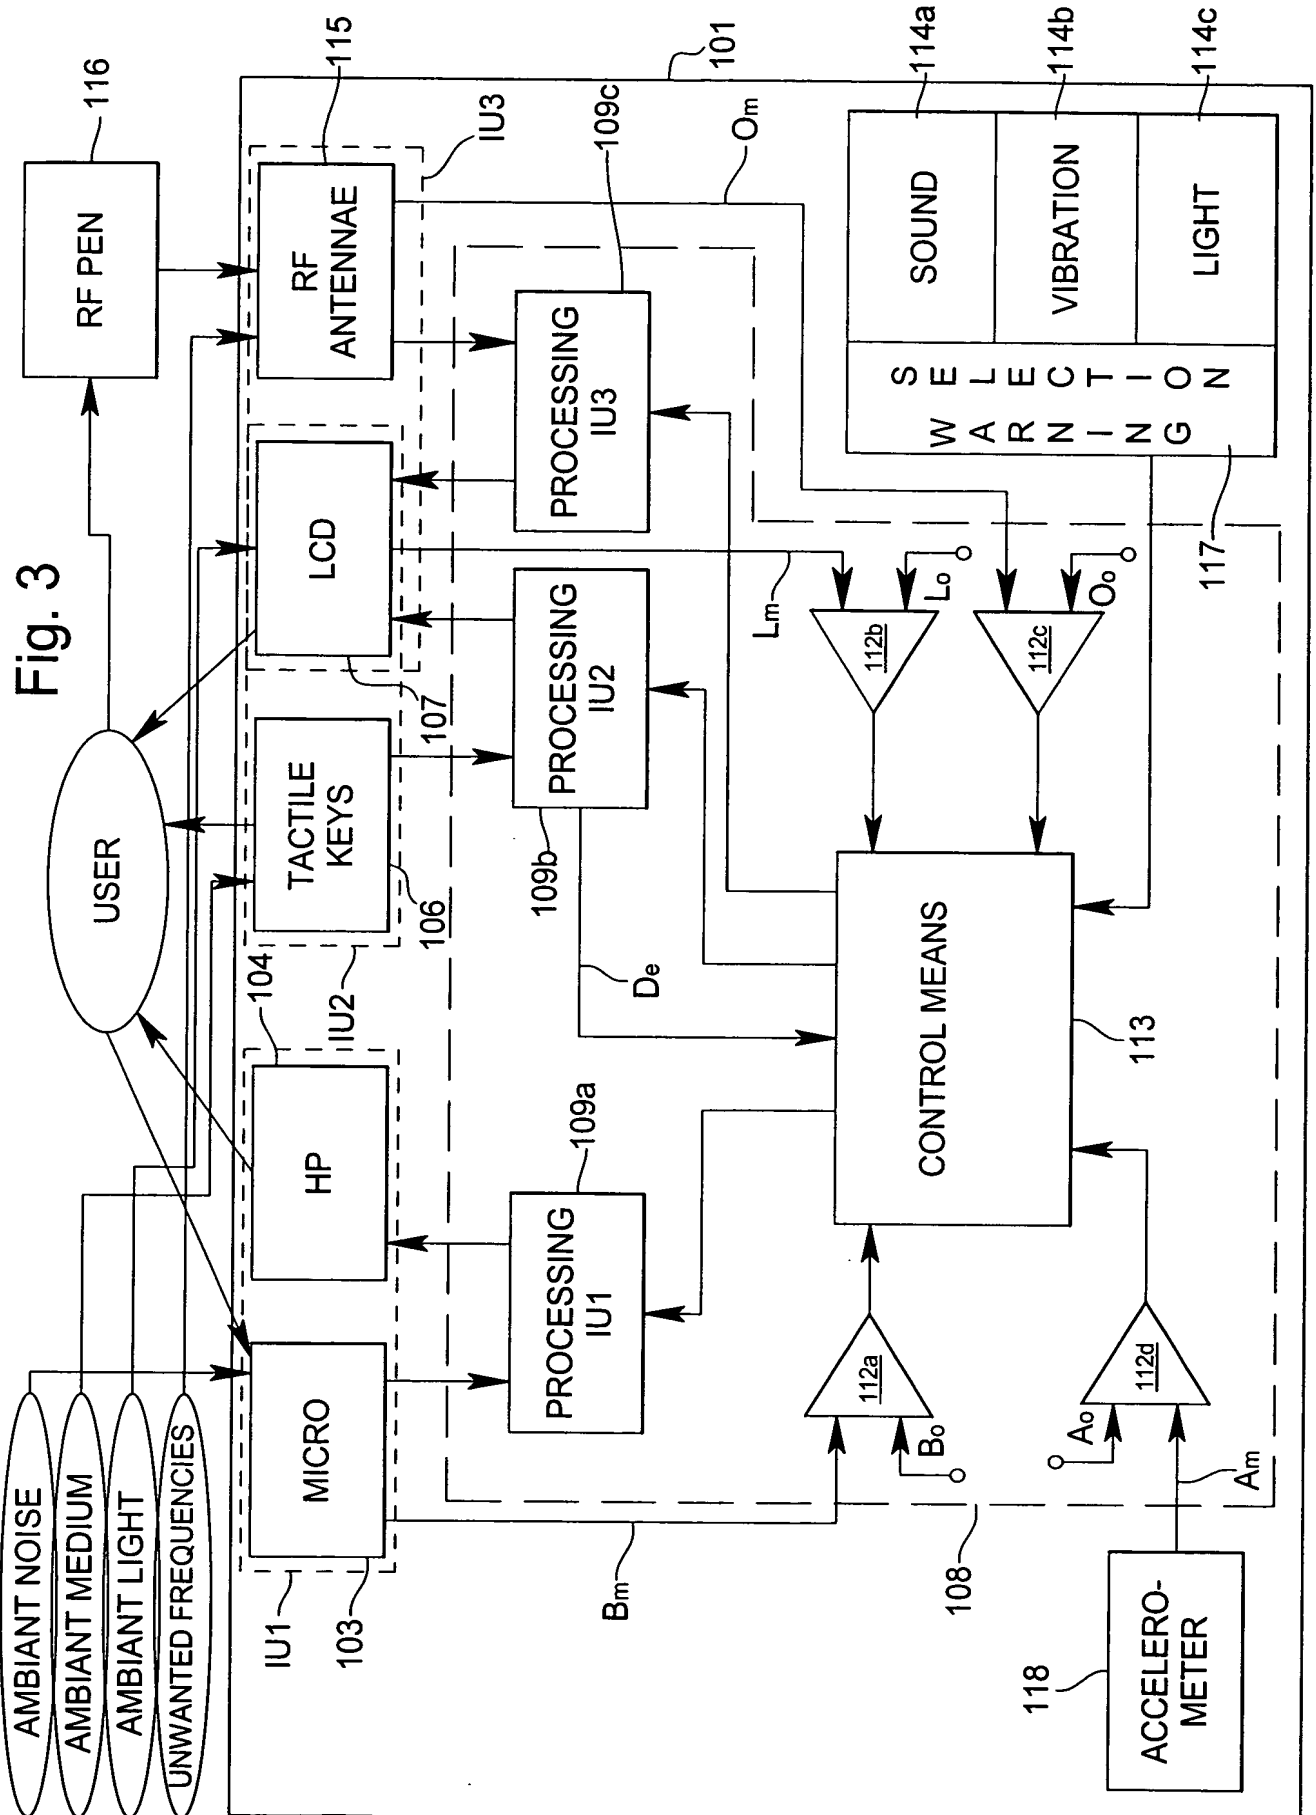 Fig. 3
AMBIANT NOISE
AMBIANT MEDIUM
AMBIANT LIGHT
UNWANTED FREQUENCIES
USER
RF PEN
116
IU1
103
MICRO
104
HP
IU2
106
TACTILE
KEYS
107
LCD
RF
ANTENNAE
115
IU3
101
Bm
109a
PROCESSING
IU1
109b
PROCESSING
IU2
De
109c
PROCESSING
IU3
Lm
Om
108
112a
Bo
CONTROL MEANS
113
112b
Lo
112c
Oo
118
ACCELERO-
METER
Am
Ao
112d
117
WARNING
SELECTION
SOUND
114a
VIBRATION
114b
LIGHT
114c